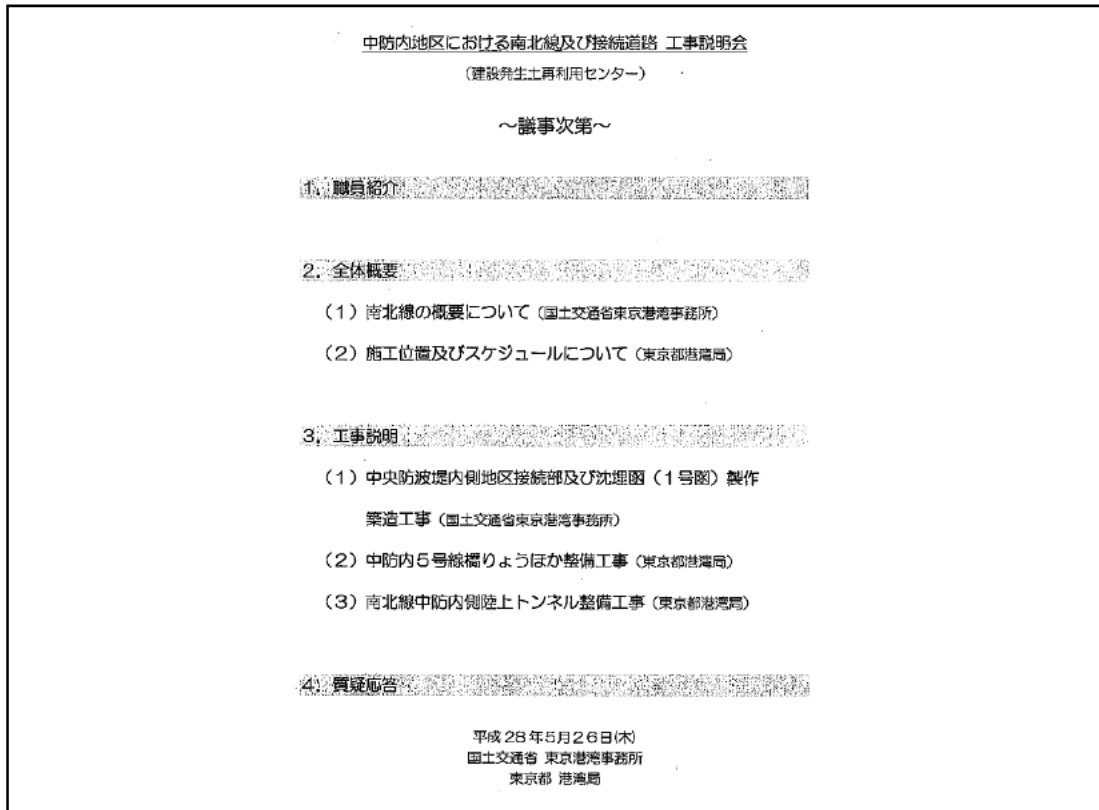 中防内地区における南北線及び接続道路 工事説明会
（建設発生土再利用センター）
～議事次第～
1．職員紹介
2．全体概要
（1）南北線の概要について（国土交通省東京港湾事務所）
（2）施工位置及びスケジュールについて（東京都港湾局）
3．工事説明
（1）中央防波堤内側地区接続部及び沈埋函（1号函）製作
築造工事（国土交通省東京港湾事務所）
（2）中防内5号線橋りょうほか整備工事（東京都港湾局）
（3）南北線中防内側陸上トンネル整備工事（東京都港湾局）
4．質疑応答
平成28年5月26日(木)
国土交通省 東京港湾事務所
東京都 港湾局